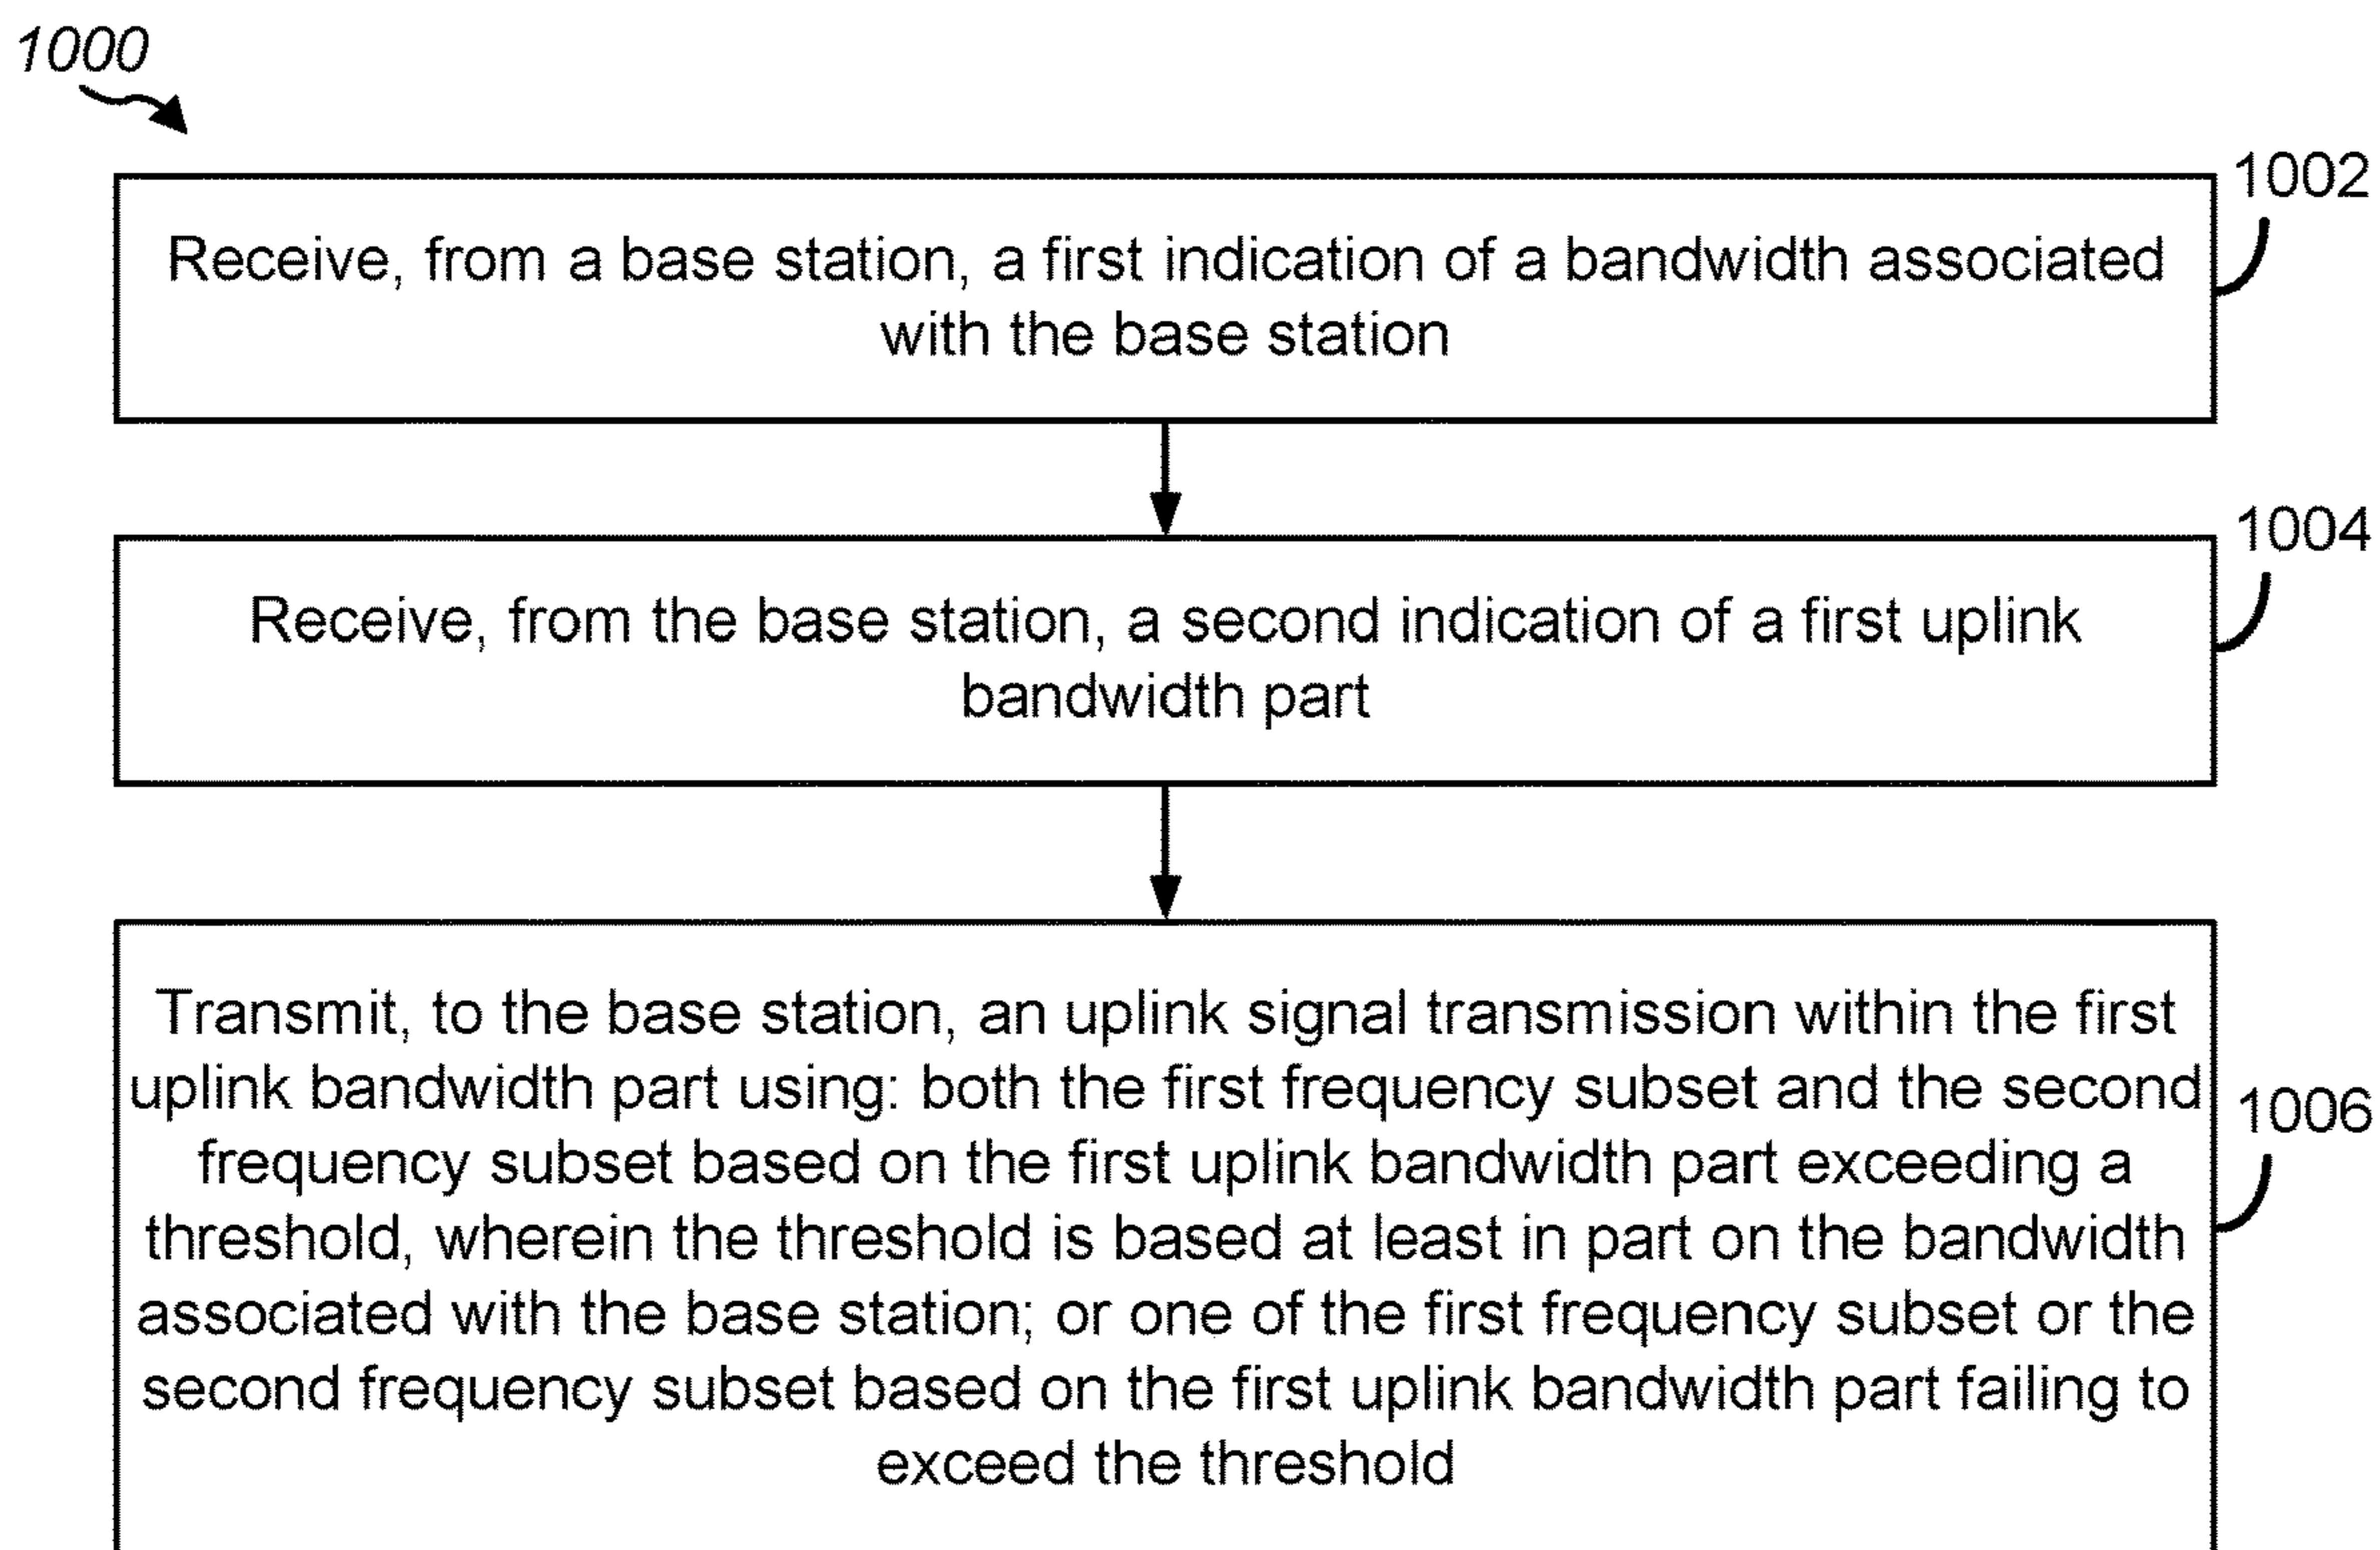 1000
1002
Receive, from a base station, a first indication of a bandwidth associated
with the base station
1004
Receive, from the base station, a second indication of a first uplink
bandwidth part
Transmit, to the base station, an uplink signal transmission within the first
uplink bandwidth part using: both the first frequency subset and the second
1006
frequency subset based on the first uplink bandwidth part exceeding a
threshold, wherein the threshold is based at least in part on the bandwidth
associated with the base station; or one of the first frequency subset or the
second frequency subset based on the first uplink bandwidth part failing to
exceed the threshold